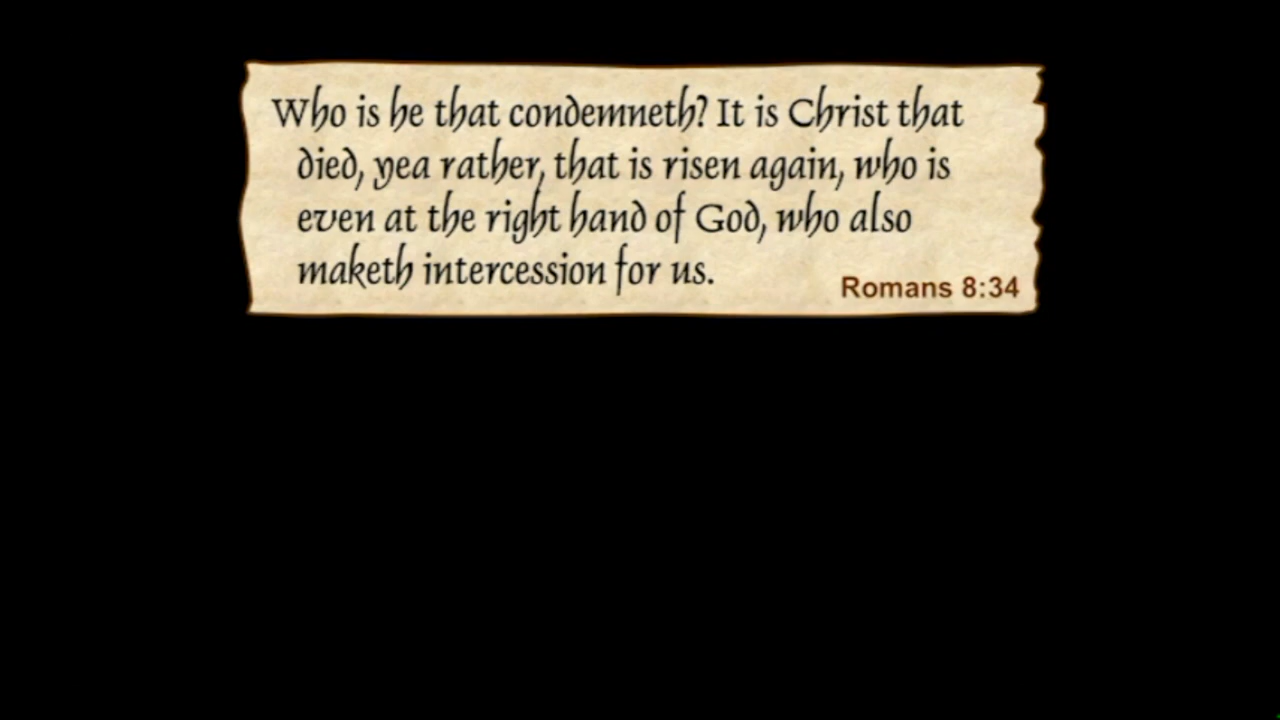 Who is he that condemneth? It is Christ that
died, yea rather, that is risen again, who is
even at the right hand of God, who also
maketh intercession for us.
Romans 8:34